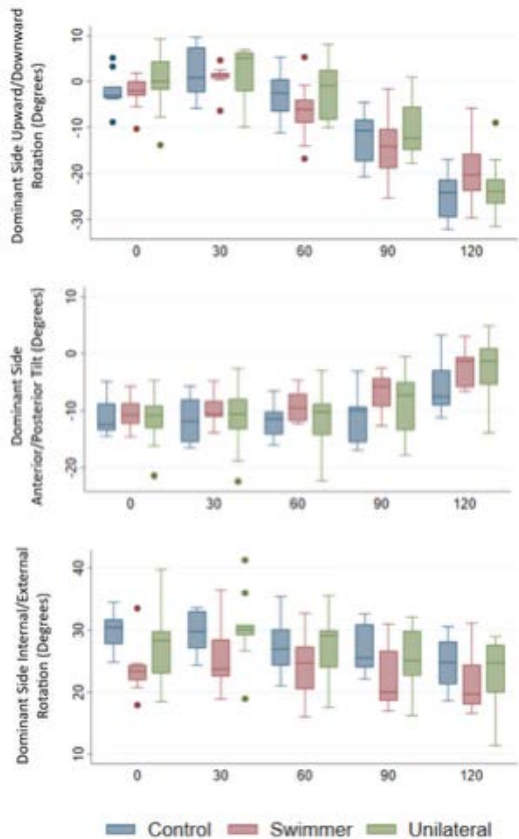 Dominant Side Upward/Downward
Rotation (Degrees)
10
0
-10
-20
-30
0 30 60 90 120
Dominant Side
Anterior/Posterior Tilt (Degrees)
10
0
-10
-20
0 30 60 90 120
Dominant Side Internal/External
Rotation (Degrees)
40
30
20
10
0 30 60 90 120
Control Swimmer Unilateral